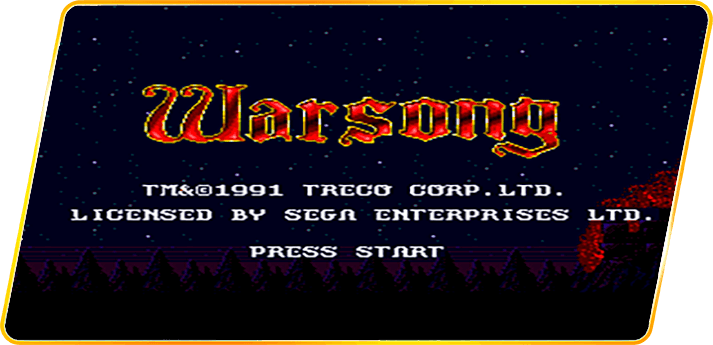 Warsong
TM&©1991 TRECO CORP.LTD.
LICENSED BY SEGA ENTERPRISES LTD.
PRESS START